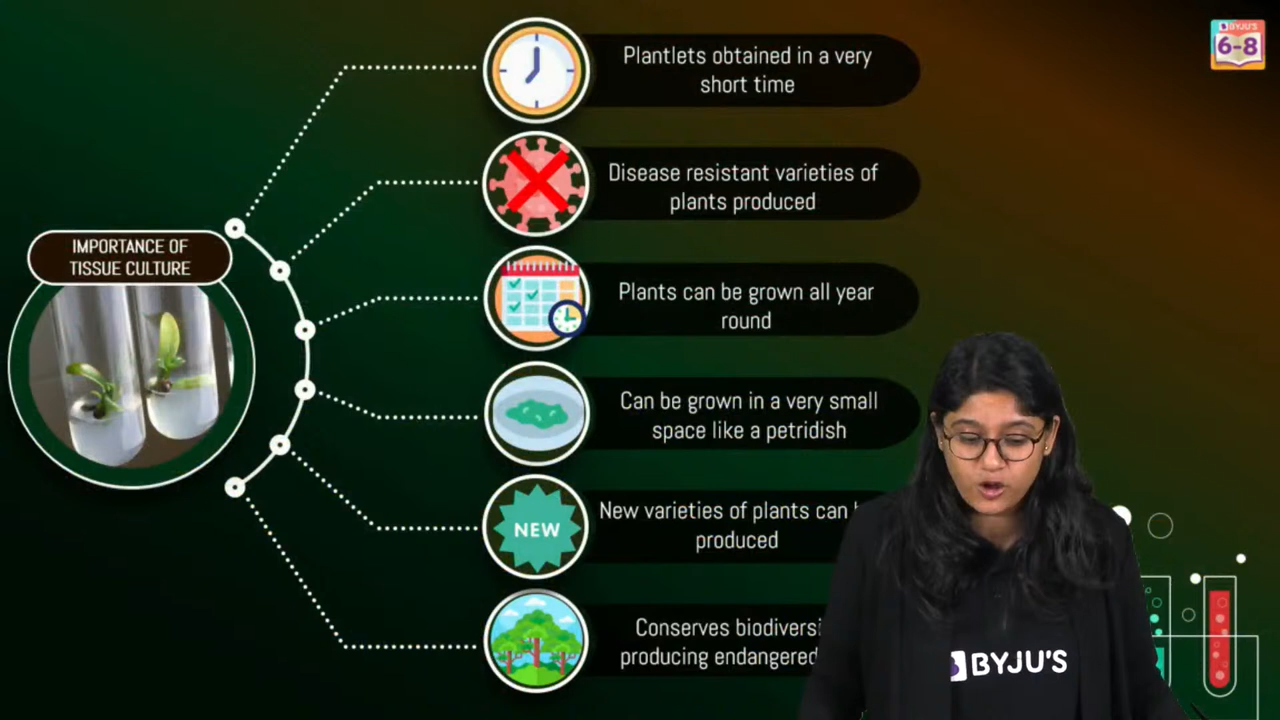 BYJU'S
6-8
Plantlets obtained in a very
short time
Disease resistant varieties of
plants produced
IMPORTANCE OF
TISSUE CULTURE
Plants can be grown all year
round
Can be grown in a very small
space like a petridish
New varieties of plants can
produced
NEW
Conserves
producing endangered
BYJU'S